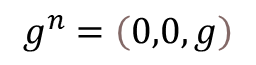 gⁿ = (0,0, g)